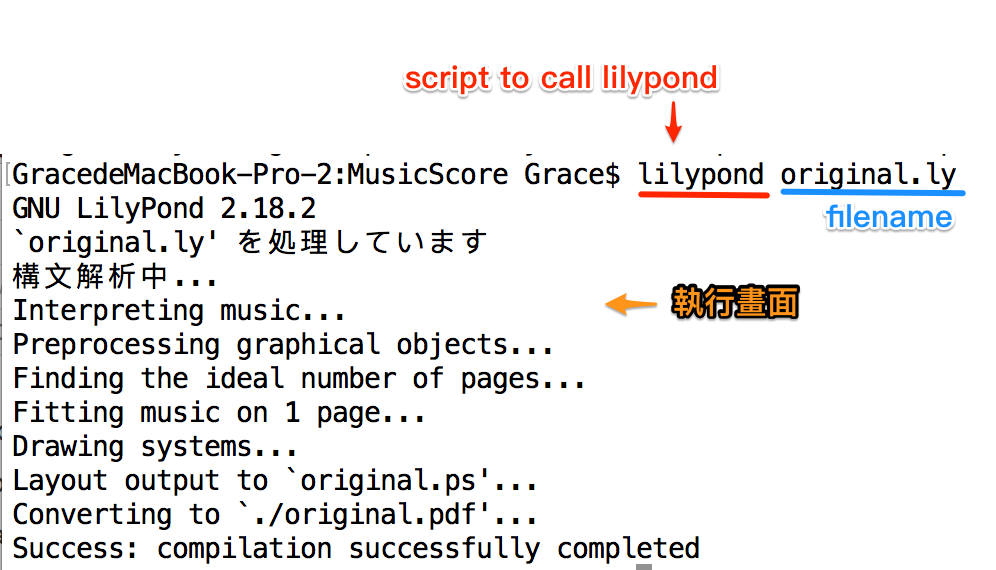 script to call lilypond
GracedeMacBook-Pro-2:MusicScore Grace$ lilypond original.ly
filename
GNU LilyPond 2.18.2
`original.ly' を処理しています
構文解析中...
Interpreting music...
執行畫面
Preprocessing graphical objects...
Finding the ideal number of pages...
Fitting music on 1 page...
Drawing systems...
Layout output to `original.ps'...
Converting to `./original.pdf'...
Success: compilation successfully completed